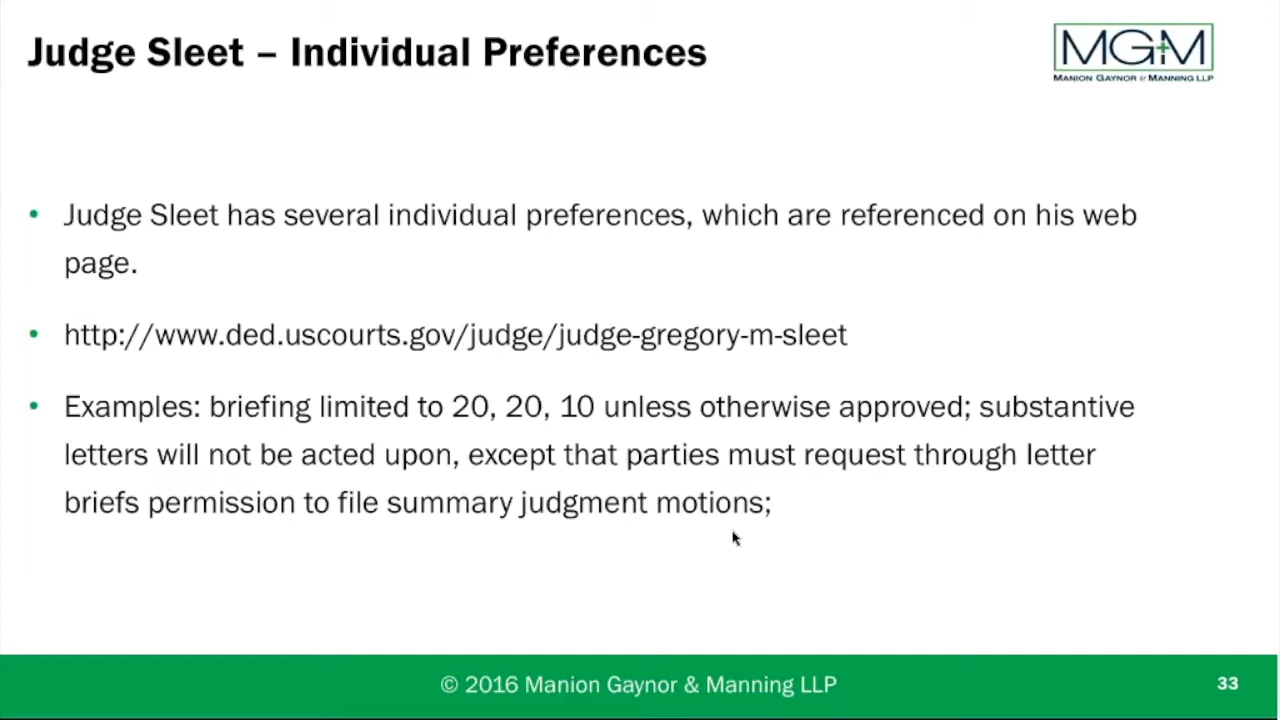 Judge Sleet – Individual Preferences
MG+M
MANION GAYNOR & MANNING LLP
• Judge Sleet has several individual preferences, which are referenced on his web
page.
• http://www.ded.uscourts.gov/judge/judge-gregory-m-sleet
• Examples: briefing limited to 20, 20, 10 unless otherwise approved; substantive
letters will not be acted upon, except that parties must request through letter
briefs permission to file summary judgment motions;
© 2016 Manion Gaynor & Manning LLP
33